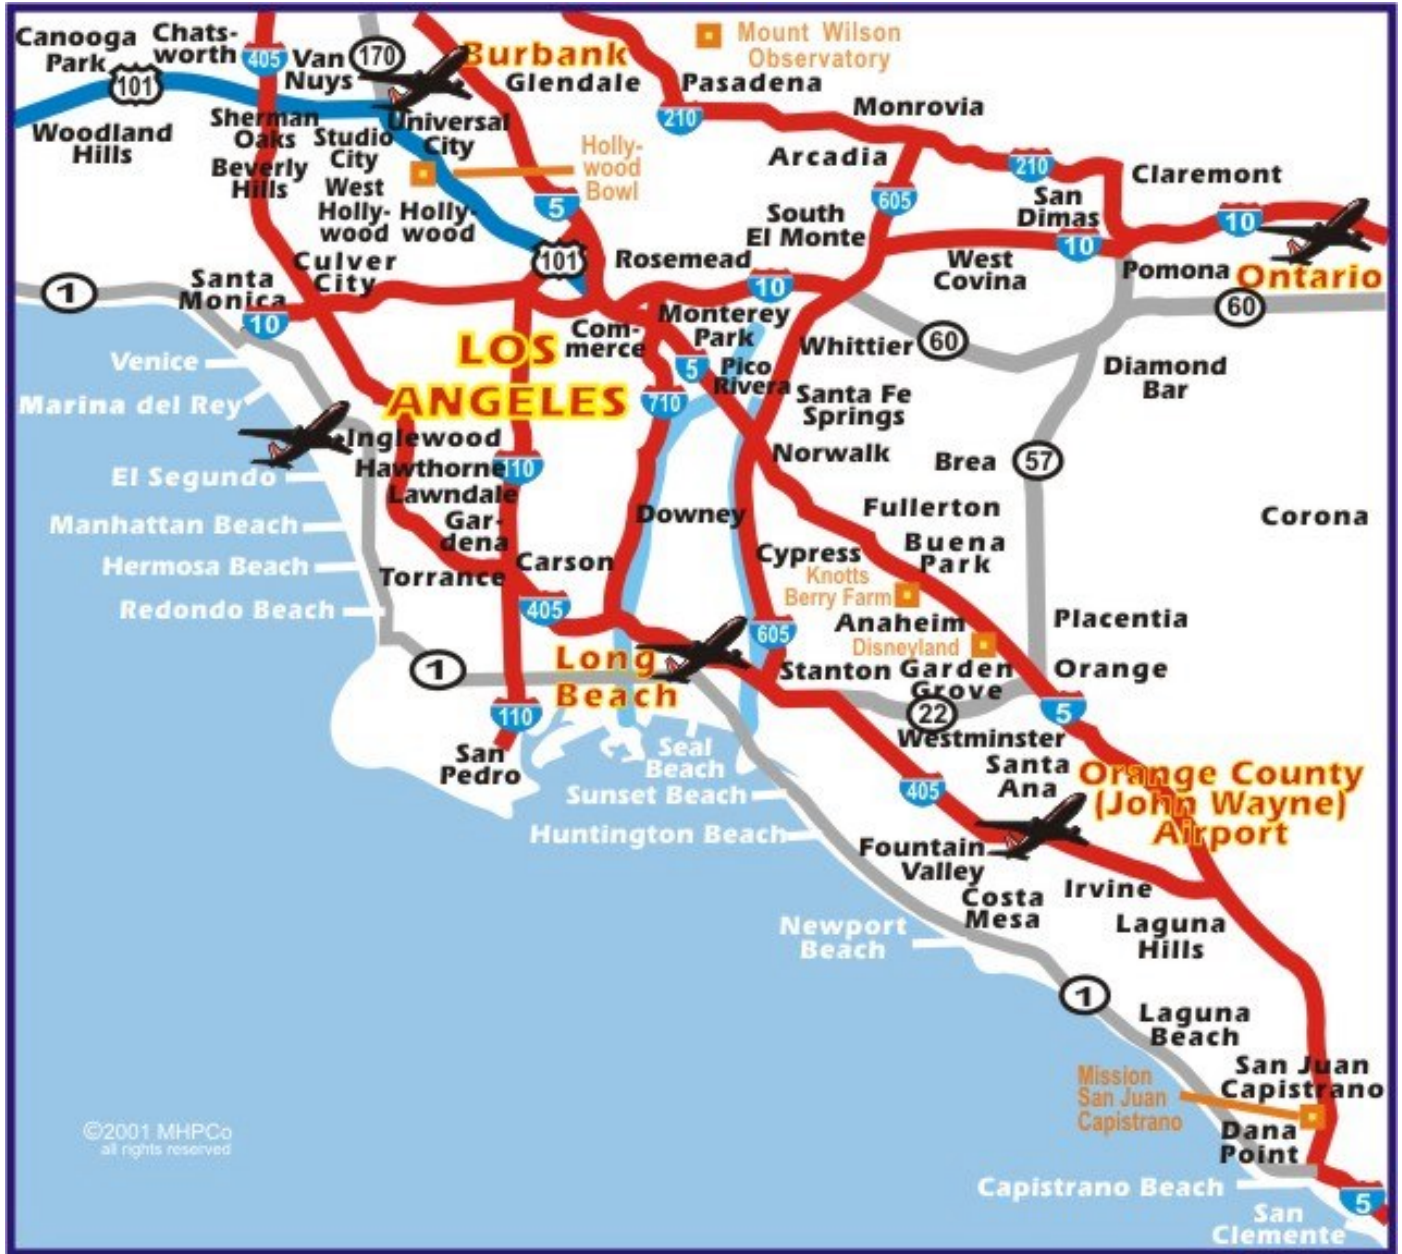 Canooga
Park
Chats-
worth
405
Van
Nuys
170
Burbank
Glendale
Mount Wilson
Observatory
Pasadena
101
Woodland
Hills
Sherman
Oaks
Studio
City
Universal
City
210
Monrovia
Beverly
Hills
West
Holly-
wood
Holly-
wood
Holly-
wood
Bowl
5
Arcadia
605
210
Claremont
San
Dimas
10
10
South
El Monte
101
Rosemead
10
West
Covina
Pomona
Ontario
60
1
Santa
Monica
10
Culver
City
LOS
ANGELES
Com-
merce
Monterey
Park
5
Pico
Rivera
Whittier
60
Diamond
Bar
Venice
Marina del Rey
710
Santa Fe
Springs
Inglewood
Hawthorne
110
Lawndale
Norwalk
Brea
57
El Segundo
Manhattan Beach
Hermosa Beach
Redondo Beach
Gar-
dena
Torrance
Carson
405
Downey
Fullerton
Corona
Cypress
Buena
Park
Knotts
Berry Farm
Anaheim
Disneyland
Placentia
605
1
Long
Beach
Stanton
Garden
Grove
Orange
22
5
110
San
Pedro
Seal
Beach
Sunset Beach
Huntington Beach
Westminster
Santa
Ana
405
Orange County
(John Wayne)
Airport
Fountain
Valley
Costa
Mesa
Irvine
Laguna
Hills
Newport
Beach
1
Laguna
Beach
San Juan
Capistrano
Mission
San Juan
Capistrano
Dana
Point
Capistrano Beach
5
San
Clemente
©2001 MHPCo
all rights reserved